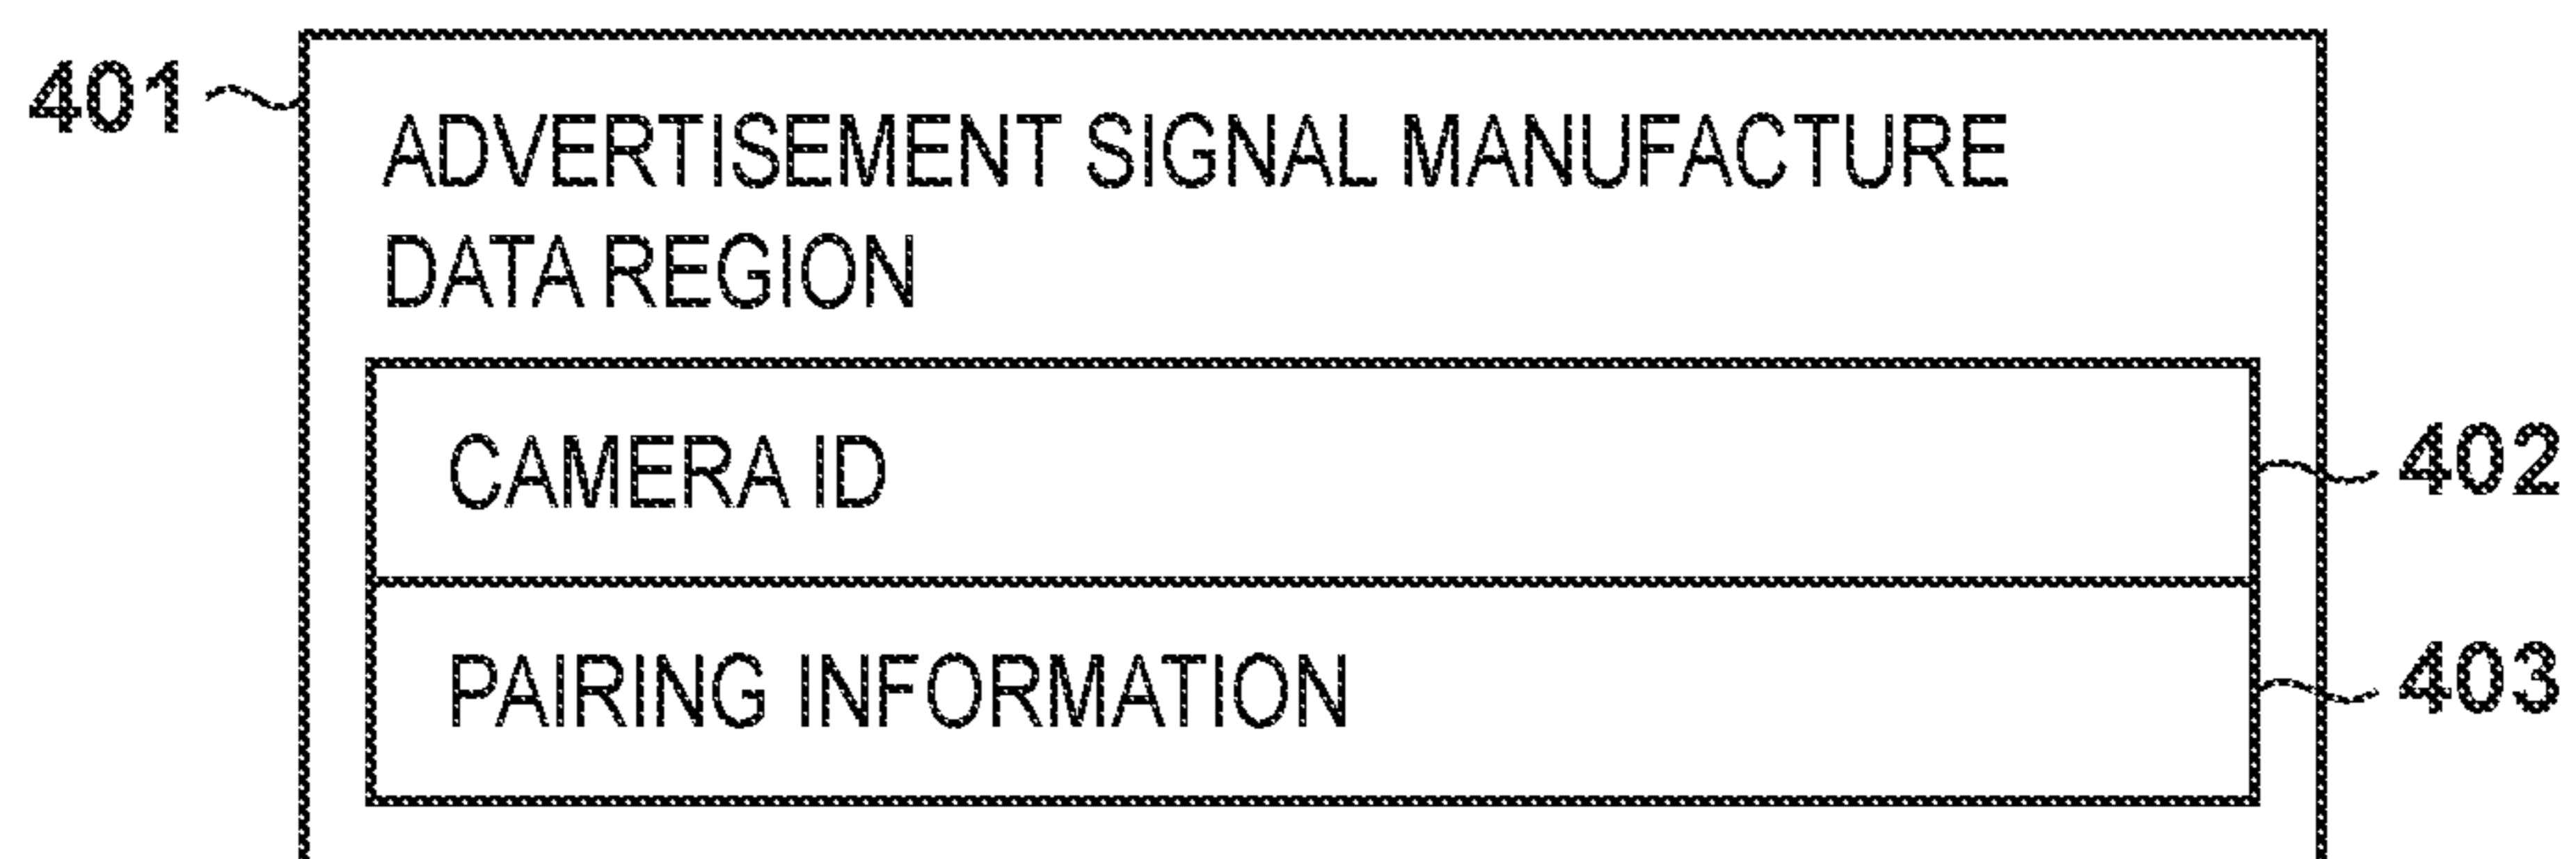 401
ADVERTISEMENT SIGNAL MANUFACTURE
DATA REGION
CAMERA ID
402
PAIRING INFORMATION
403